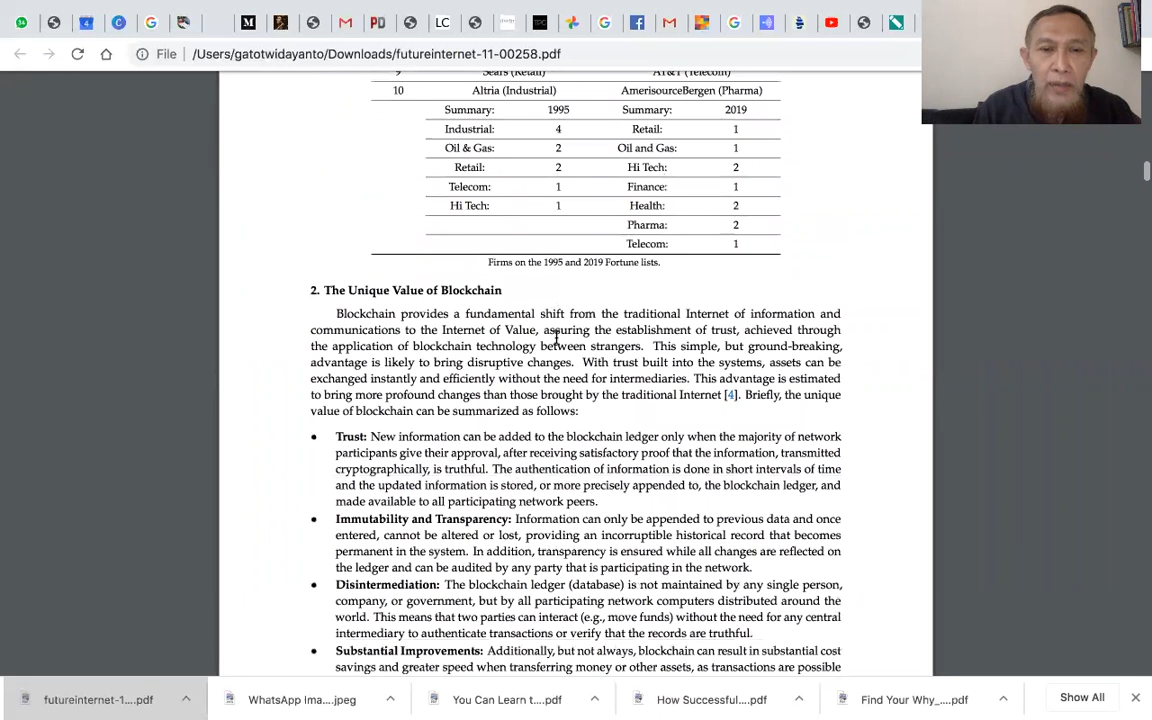 File
/Users/gatotwidayanto/Downloads/futureinternet-11-00258.pdf
9 Sears (Retail) AT&T (Telecom)
10 Altria (Industrial) AmerisourceBergen (Pharma)
Summary: 1995 Summary: 2019
Industrial: 4 Retail: 1
Oil & Gas: 2 Oil and Gas: 1
Retail: 2 Hi Tech: 2
Telecom: 1 Finance: 1
Hi Tech: 1 Health: 2
Pharma: 2
Telecom: 1
Firms on the 1995 and 2019 Fortune lists.
2. The Unique Value of Blockchain
Blockchain provides a fundamental shift from the traditional Internet of information and
communications to the Internet of Value, assuring the establishment of trust, achieved through
the application of blockchain technology between strangers. This simple, but ground-breaking,
advantage is likely to bring disruptive changes. With trust built into the systems, assets can be
exchanged instantly and efficiently without the need for intermediaries. This advantage is estimated
to bring more profound changes than those brought by the traditional Internet [4]. Briefly, the unique
value of blockchain can be summarized as follows:
• Trust: New information can be added to the blockchain ledger only when the majority of network
participants give their approval, after receiving satisfactory proof that the information, transmitted
cryptographically, is truthful. The authentication of information is done in short intervals of time
and the updated information is stored, or more precisely appended to, the blockchain ledger, and
made available to all participating network peers.
• Immutability and Transparency: Information can only be appended to previous data and once
entered, cannot be altered or lost, providing an incorruptible historical record that becomes
permanent in the system. In addition, transparency is ensured while all changes are reflected on
the ledger and can be audited by any party that is participating in the network.
• Disintermediation: The blockchain ledger (database) is not maintained by any single person,
company, or government, but by all participating network computers distributed around the
world. This means that two parties can interact (e.g., move funds) without the need for any central
intermediary to authenticate transactions or verify that the records are truthful.
• Substantial Improvements: Additionally, but not always, blockchain can result in substantial cost
savings and greater speed when transferring money or other assets, as transactions are possible
futureinternet-1....pdf
WhatsApp Ima....jpeg
You Can Learn t....pdf
How Successful....pdf
Find Your Why_....pdf
Show All